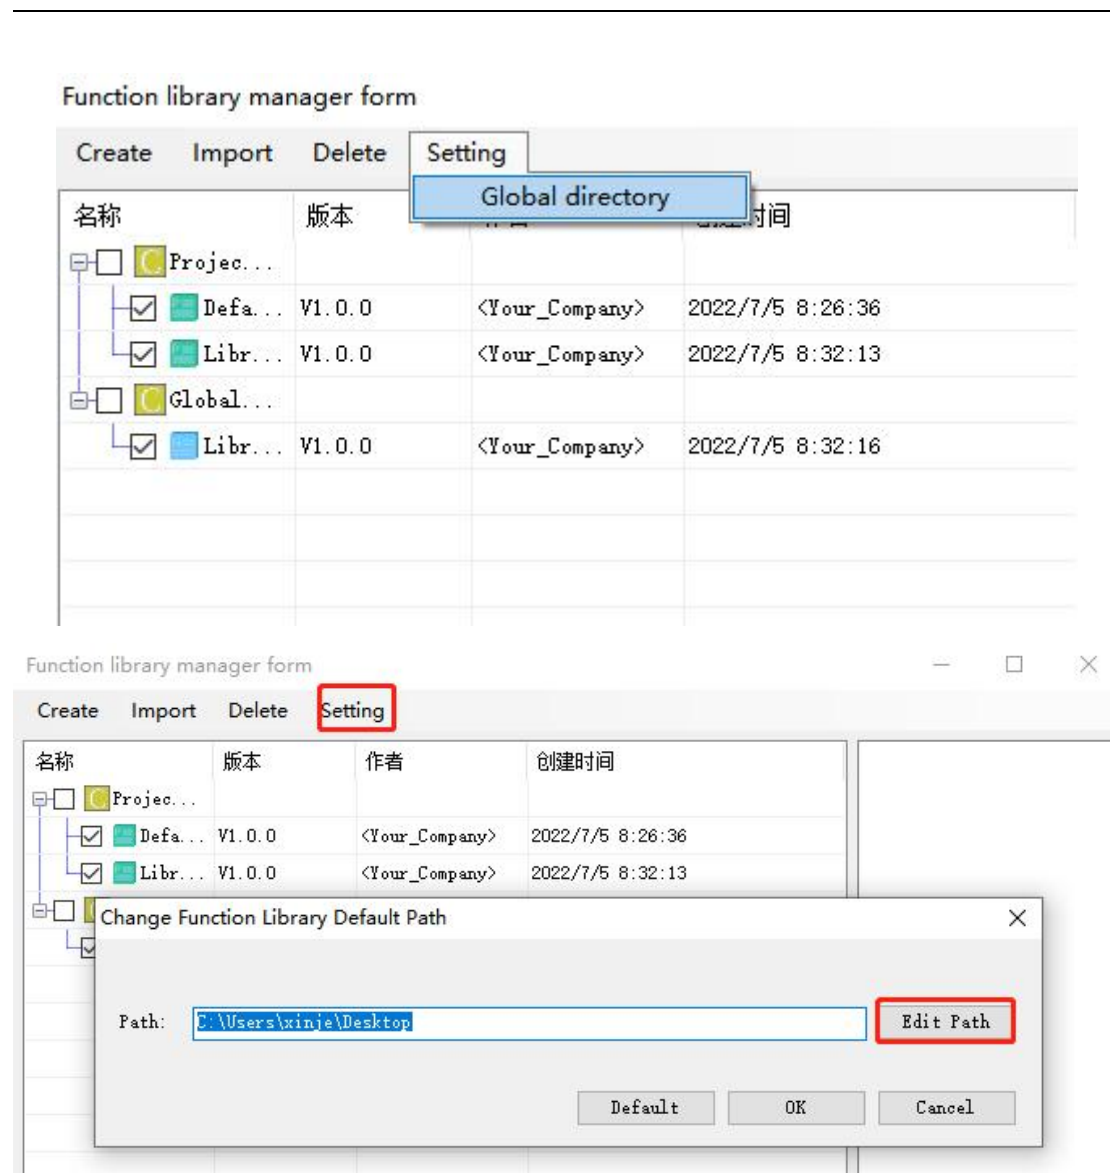 Function library manager form
Create Import Delete Setting
Global directory
名称 版本 时间
Projec...
Defa... V1.0.0 <Your_Company> 2022/7/5 8:26:36
Libr... V1.0.0 <Your_Company> 2022/7/5 8:32:13
Global...
Libr... V1.0.0 <Your_Company> 2022/7/5 8:32:16
Function library manager form
Create Import Delete Setting
名称 版本 作者 创建时间
Projec...
Defa... V1.0.0 <Your_Company> 2022/7/5 8:26:36
Libr... V1.0.0 <Your_Company> 2022/7/5 8:32:13
Change Function Library Default Path
Path: C:\Users\xinje\Desktop Edit Path
Default OK Cancel